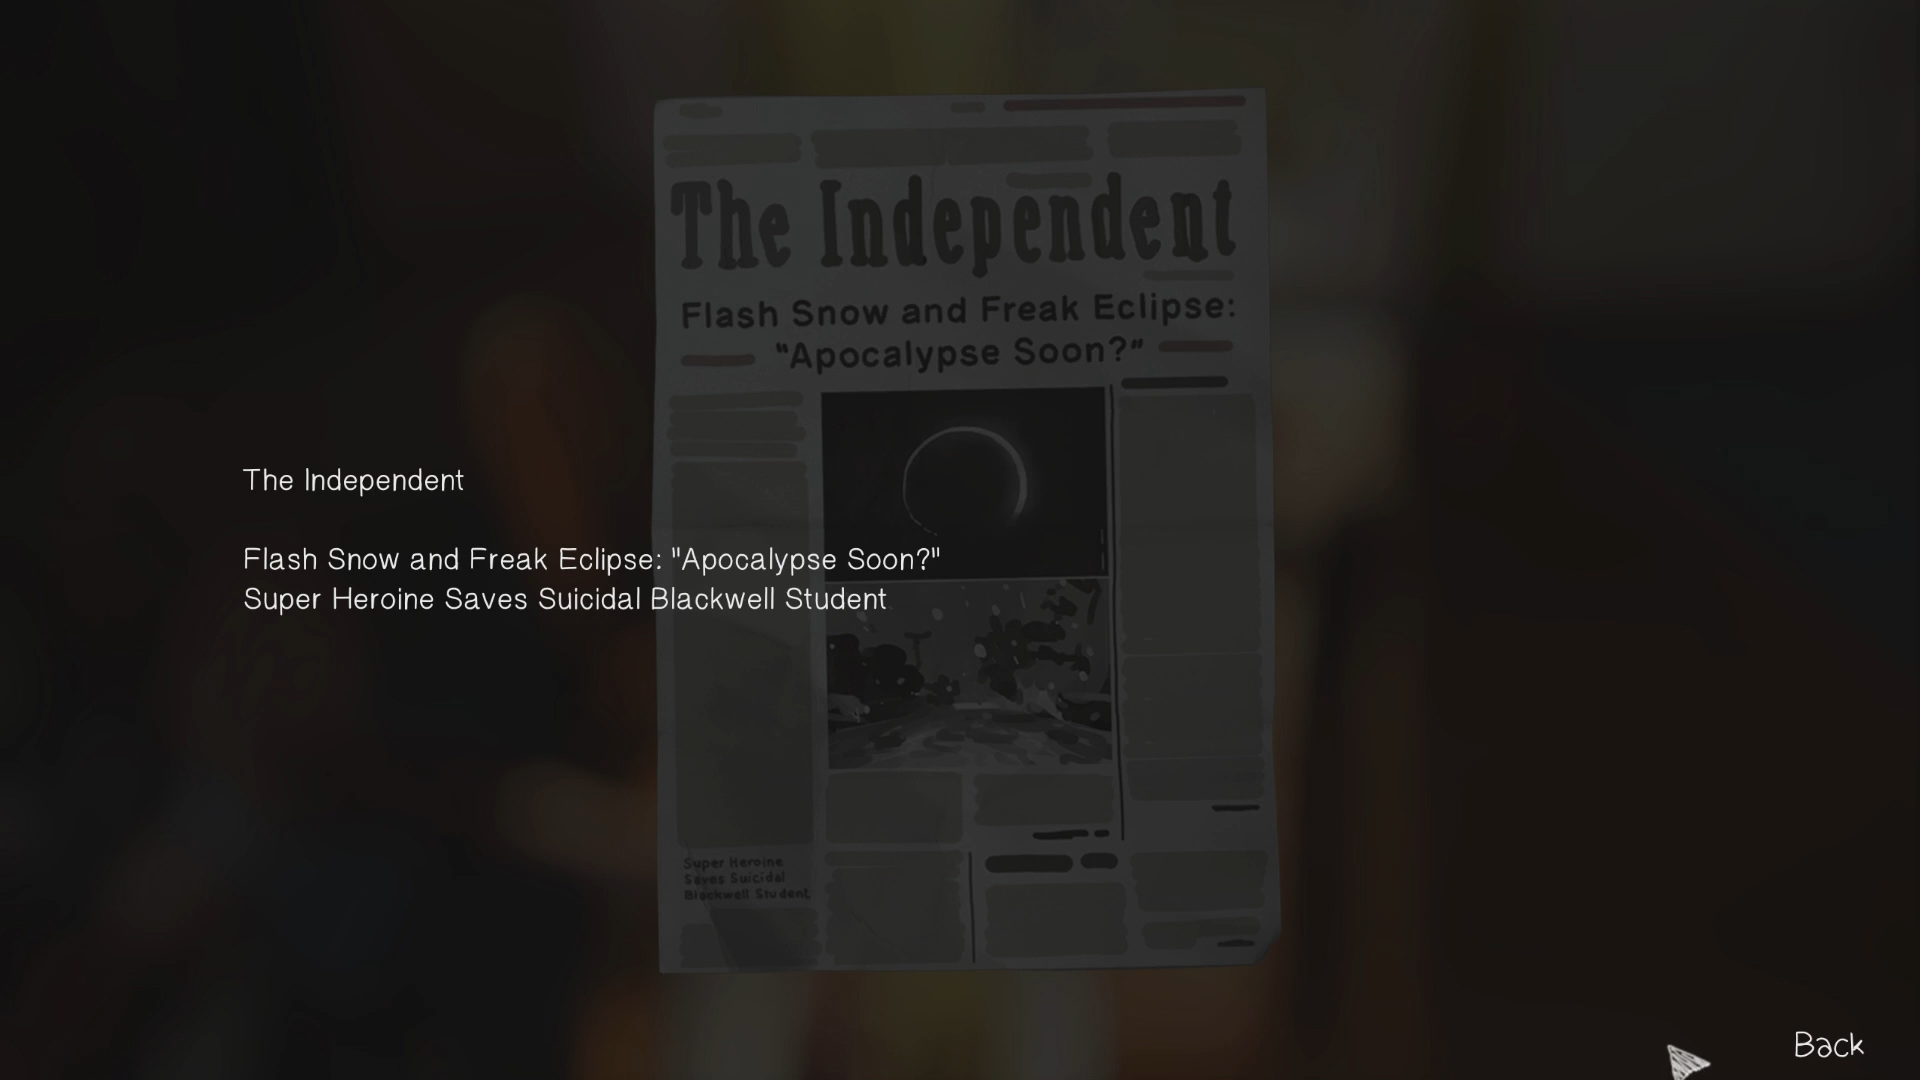 The Independent
Flash Snow and Freak Eclipse:
"Apocalypse Soon?"
The Independent
Flash Snow and Freak Eclipse: "Apocalypse Soon?"
Super Heroine Saves Suicidal Blackwell Student
Super Heroine
Saves Suicidal
Blackwell Student
Back